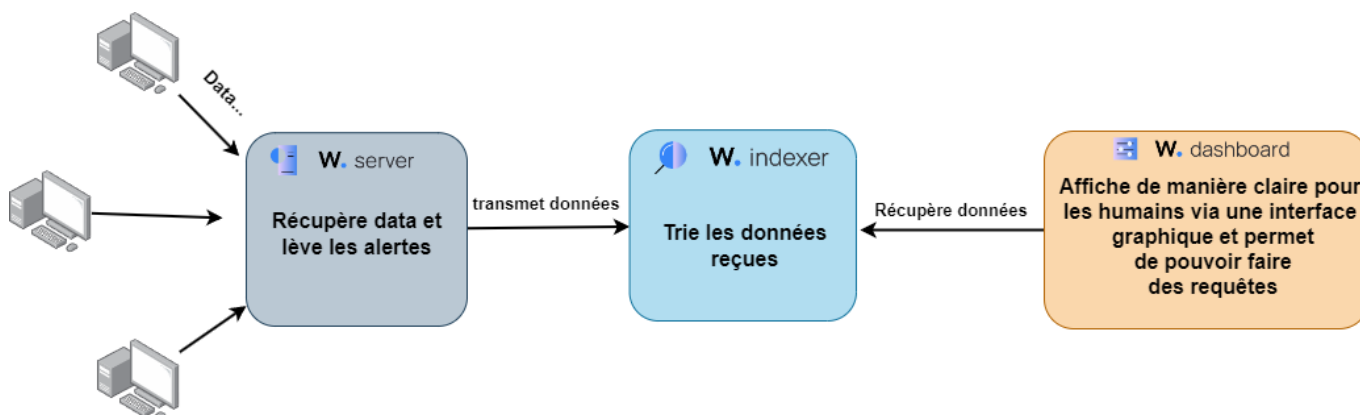 Data...
W. server
Récupère data et
lève les alertes
transmet données
W. indexer
Trie les données
reçues
Récupère données
W. dashboard
Affiche de manière claire pour
les humains via une interface
graphique et permet
de pouvoir faire
des requêtes